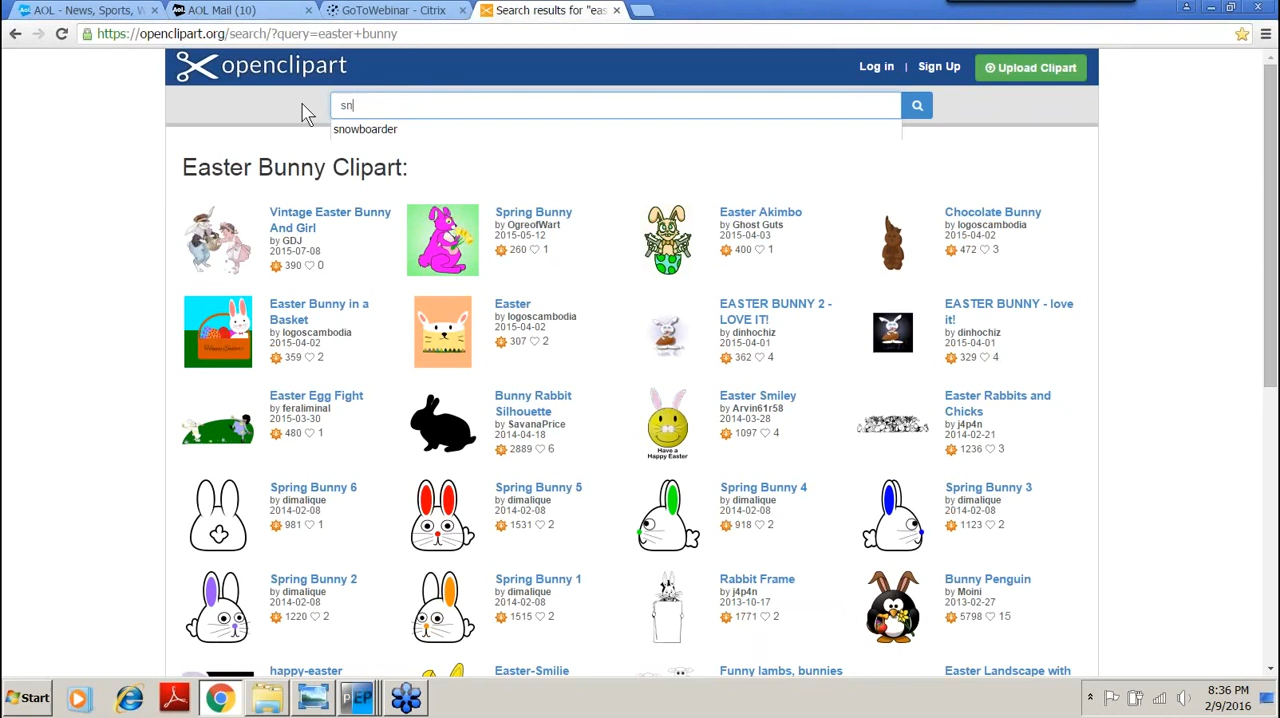 AOL - News, Sports, W
AOL Mail (10)
GoToWebinar - Citrix
Search results for "eas
https://openclipart.org/search/?query=easter+bunny
openclipart
Log in | Sign Up
Upload Clipart
sn
snowboarder
Easter Bunny Clipart:
Vintage Easter Bunny
And Girl
by GDJ
2015-07-08
390 0
Spring Bunny
by OgreofWart
2015-05-12
260 1
Easter Akimbo
by Ghost Guts
2015-04-03
400 1
Chocolate Bunny
by logoscambodia
2015-04-02
472 3
Easter Bunny in a
Basket
by logoscambodia
2015-04-02
359 2
Easter
by logoscambodia
2015-04-02
307 2
EASTER BUNNY 2 -
LOVE IT!
by dinhochiz
2015-04-01
362 4
EASTER BUNNY - love
it!
by dinhochiz
2015-04-01
329 4
Easter Egg Fight
by feraliminal
2015-03-30
480 1
Bunny Rabbit
Silhouette
by SavanaPrice
2014-04-18
2889 6
Have a
Happy Easter
Easter Smiley
by Arvin61r58
2014-03-28
1097 4
Easter Rabbits and
Chicks
by j4p4n
2014-02-21
1236 3
Spring Bunny 6
by dimalique
2014-02-08
981 1
Spring Bunny 5
by dimalique
2014-02-08
1531 2
Spring Bunny 4
by dimalique
2014-02-08
918 2
Spring Bunny 3
by dimalique
2014-02-08
1123 2
Spring Bunny 2
by dimalique
2014-02-08
1220 2
Spring Bunny 1
by dimalique
2014-02-08
1515 2
Rabbit Frame
by j4p4n
2013-10-17
1771 2
Bunny Penguin
by Moini
2013-02-27
5798 15
happy-easter
Easter-Smilie
Funny lambs, bunnies
Easter Landscape with
Start
EP
8:36 PM
2/9/2016